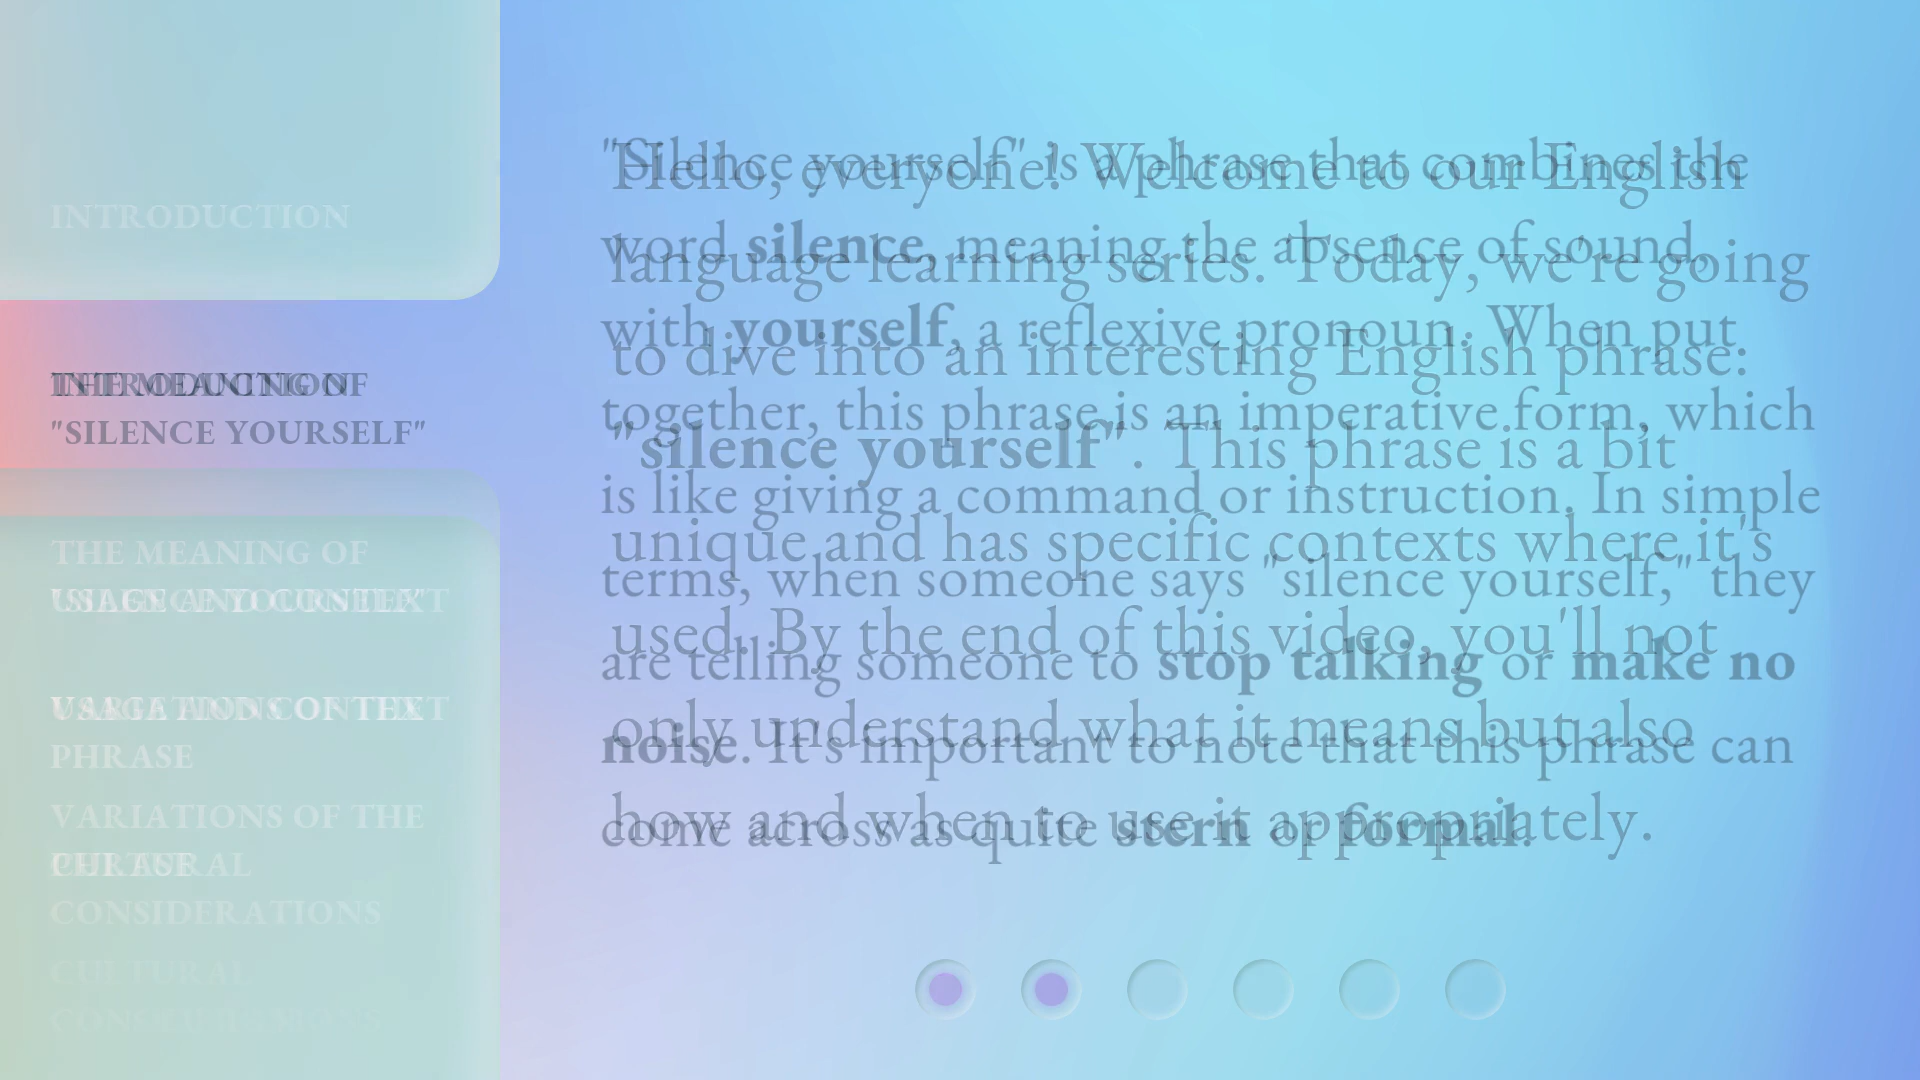 INTRODUCTION
INTRODUCTION
THE MEANING OF
"SILENCE YOURSELF"
THE MEANING OF
"SILENCE YOURSELF"
USAGE AND CONTEXT
USAGE AND CONTEXT
VARIATIONS OF THE
PHRASE
VARIATIONS OF THE
PHRASE
CULTURAL
CONSIDERATIONS
CULTURAL
CONSIDERATIONS
Hello, everyone! Welcome to our English
language learning series. Today, we're going
to dive into an interesting English phrase:
"silence yourself". This phrase is a bit
unique and has specific contexts where it's
used. By the end of this video, you'll not
only understand what it means but also
how and when to use it appropriately.
"Silence yourself" is a phrase that combines the
word silence, meaning the absence of sound,
with yourself, a reflexive pronoun. When put
together, this phrase is an imperative form, which
is like giving a command or instruction. In simple
terms, when someone says "silence yourself," they
are telling someone to stop talking or make no
noise. It's important to note that this phrase can
come across as quite stern or formal.